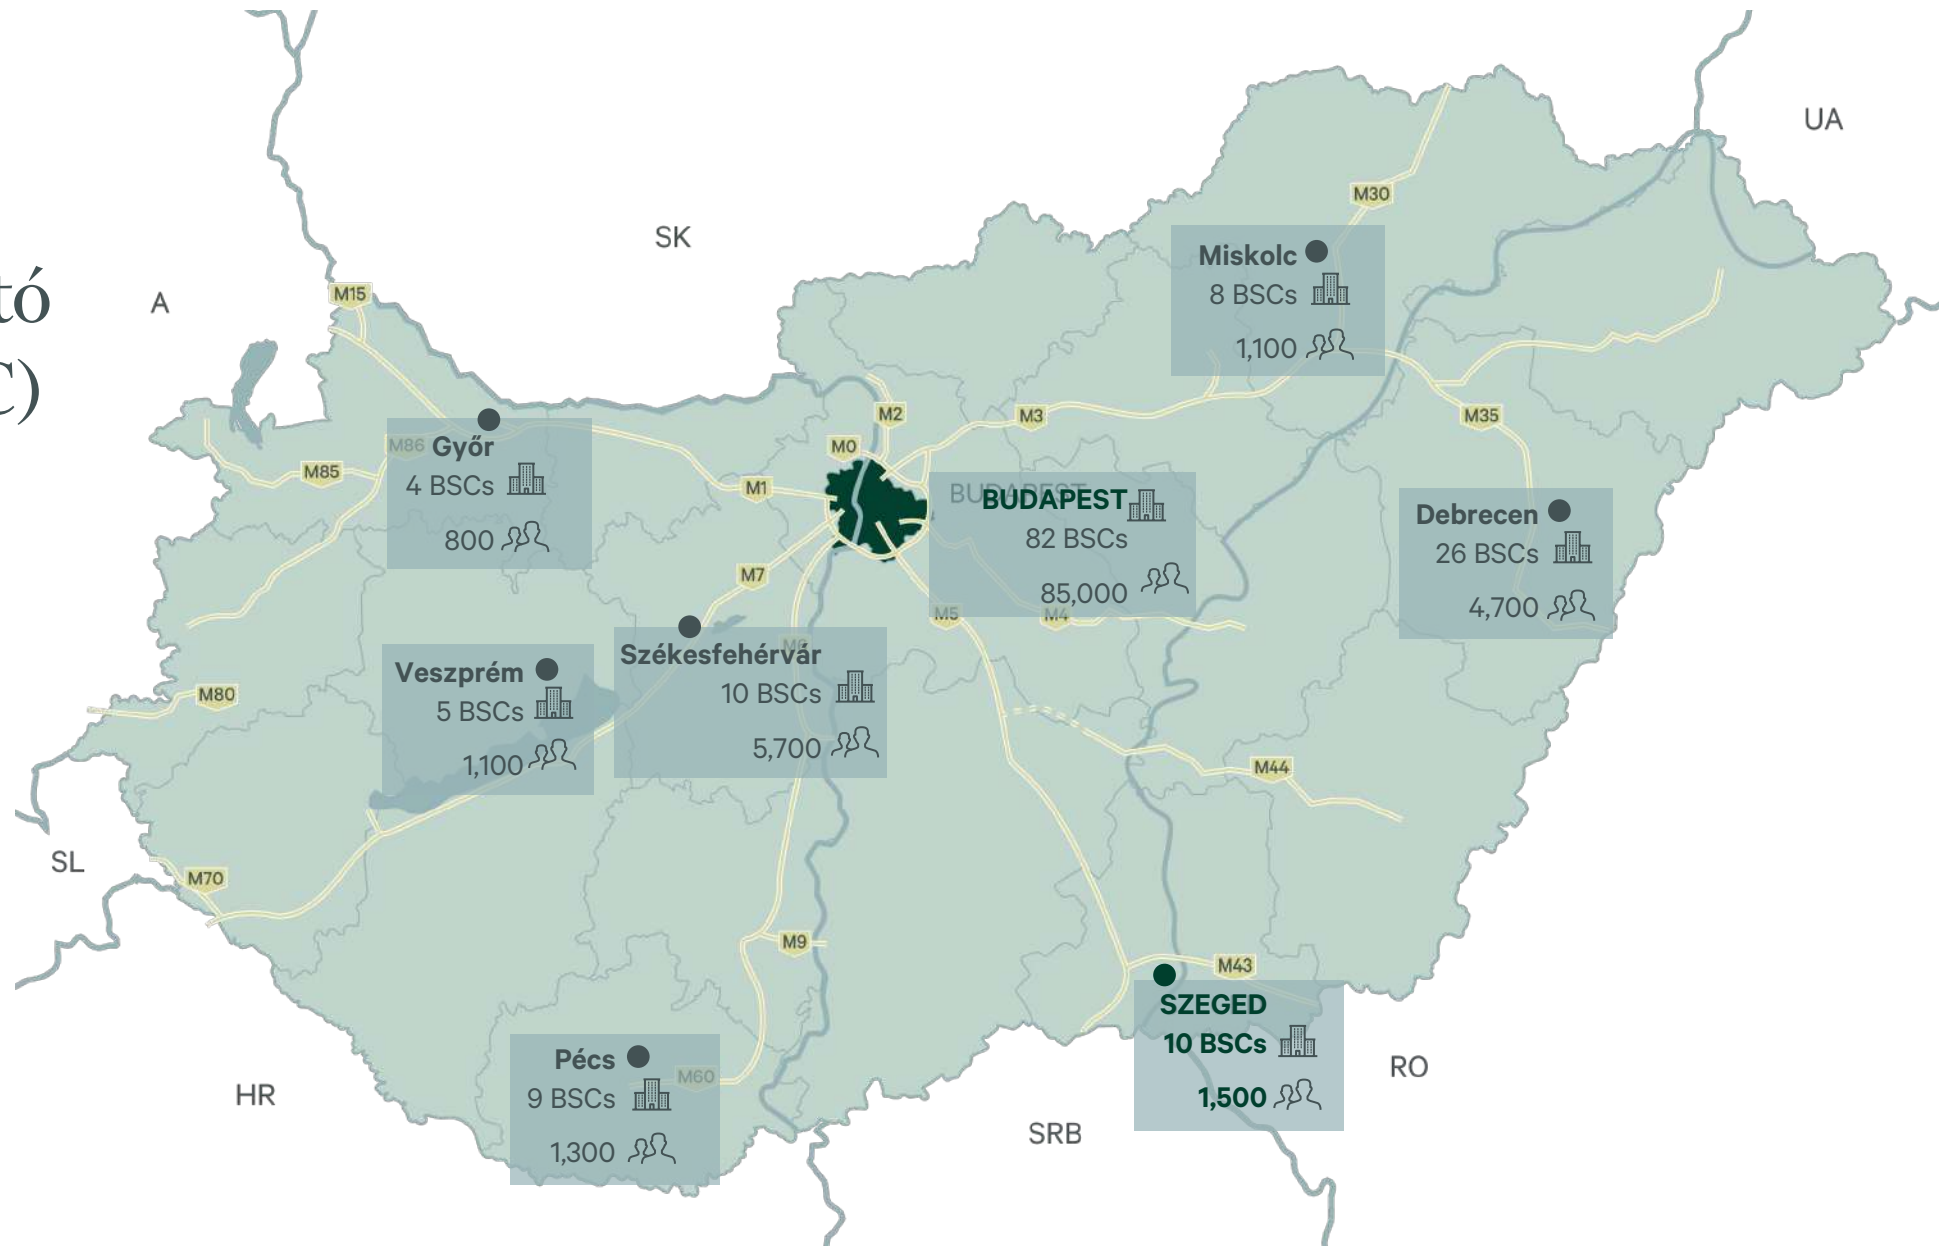 UA
SK
A
tó
C)
M30
Miskolc
8 BSCs
1,100
M15
M2
M3
M35
M0
M86
Győr
4 BSCs
800
M85
M1
BUDAPEST
BUDAPEST
82 BSCs
85,000
Debrecen
26 BSCs
4,700
M7
M5
M4
Székesfehérvár
10 BSCs
5,700
Veszprém
5 BSCs
1,100
M80
M44
SL
M70
M9
M43
SZEGED
10 BSCs
1,500
Pécs
9 BSCs
1,300
M60
HR
SRB
RO